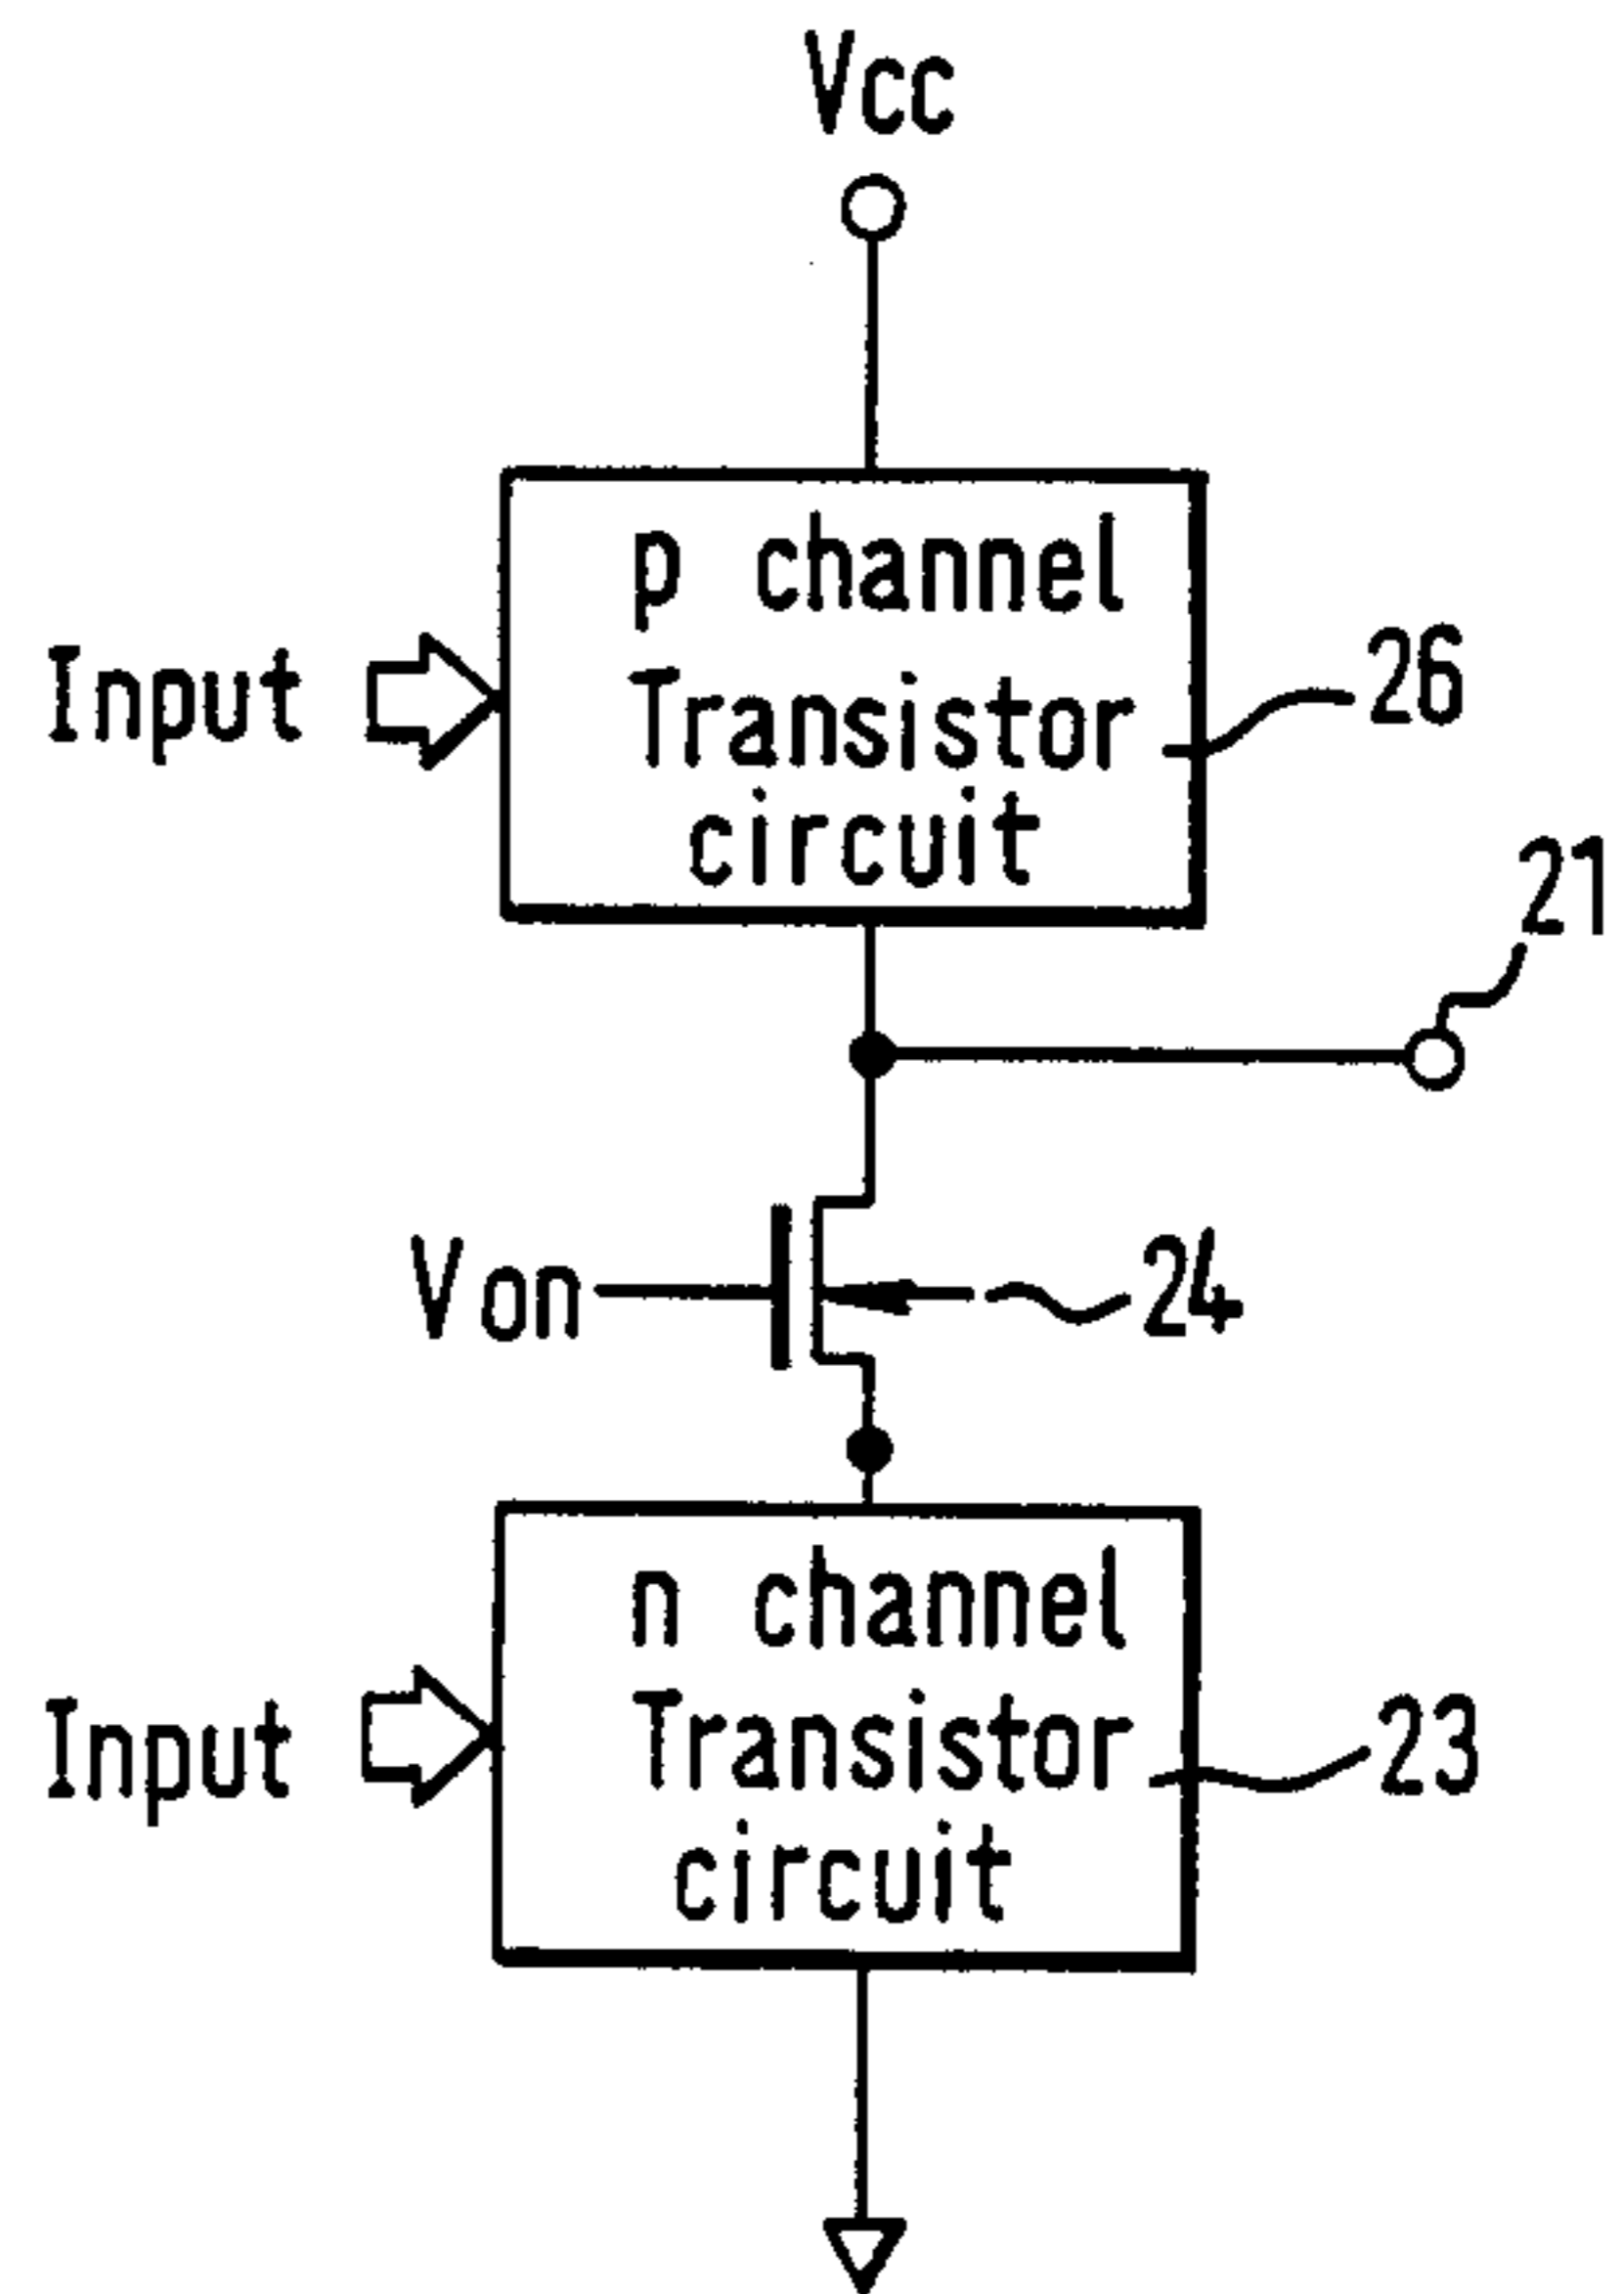 Vcc
p channel
Transistor
circuit
Input
26
21
Von
24
n channel
Transistor
circuit
Input
23